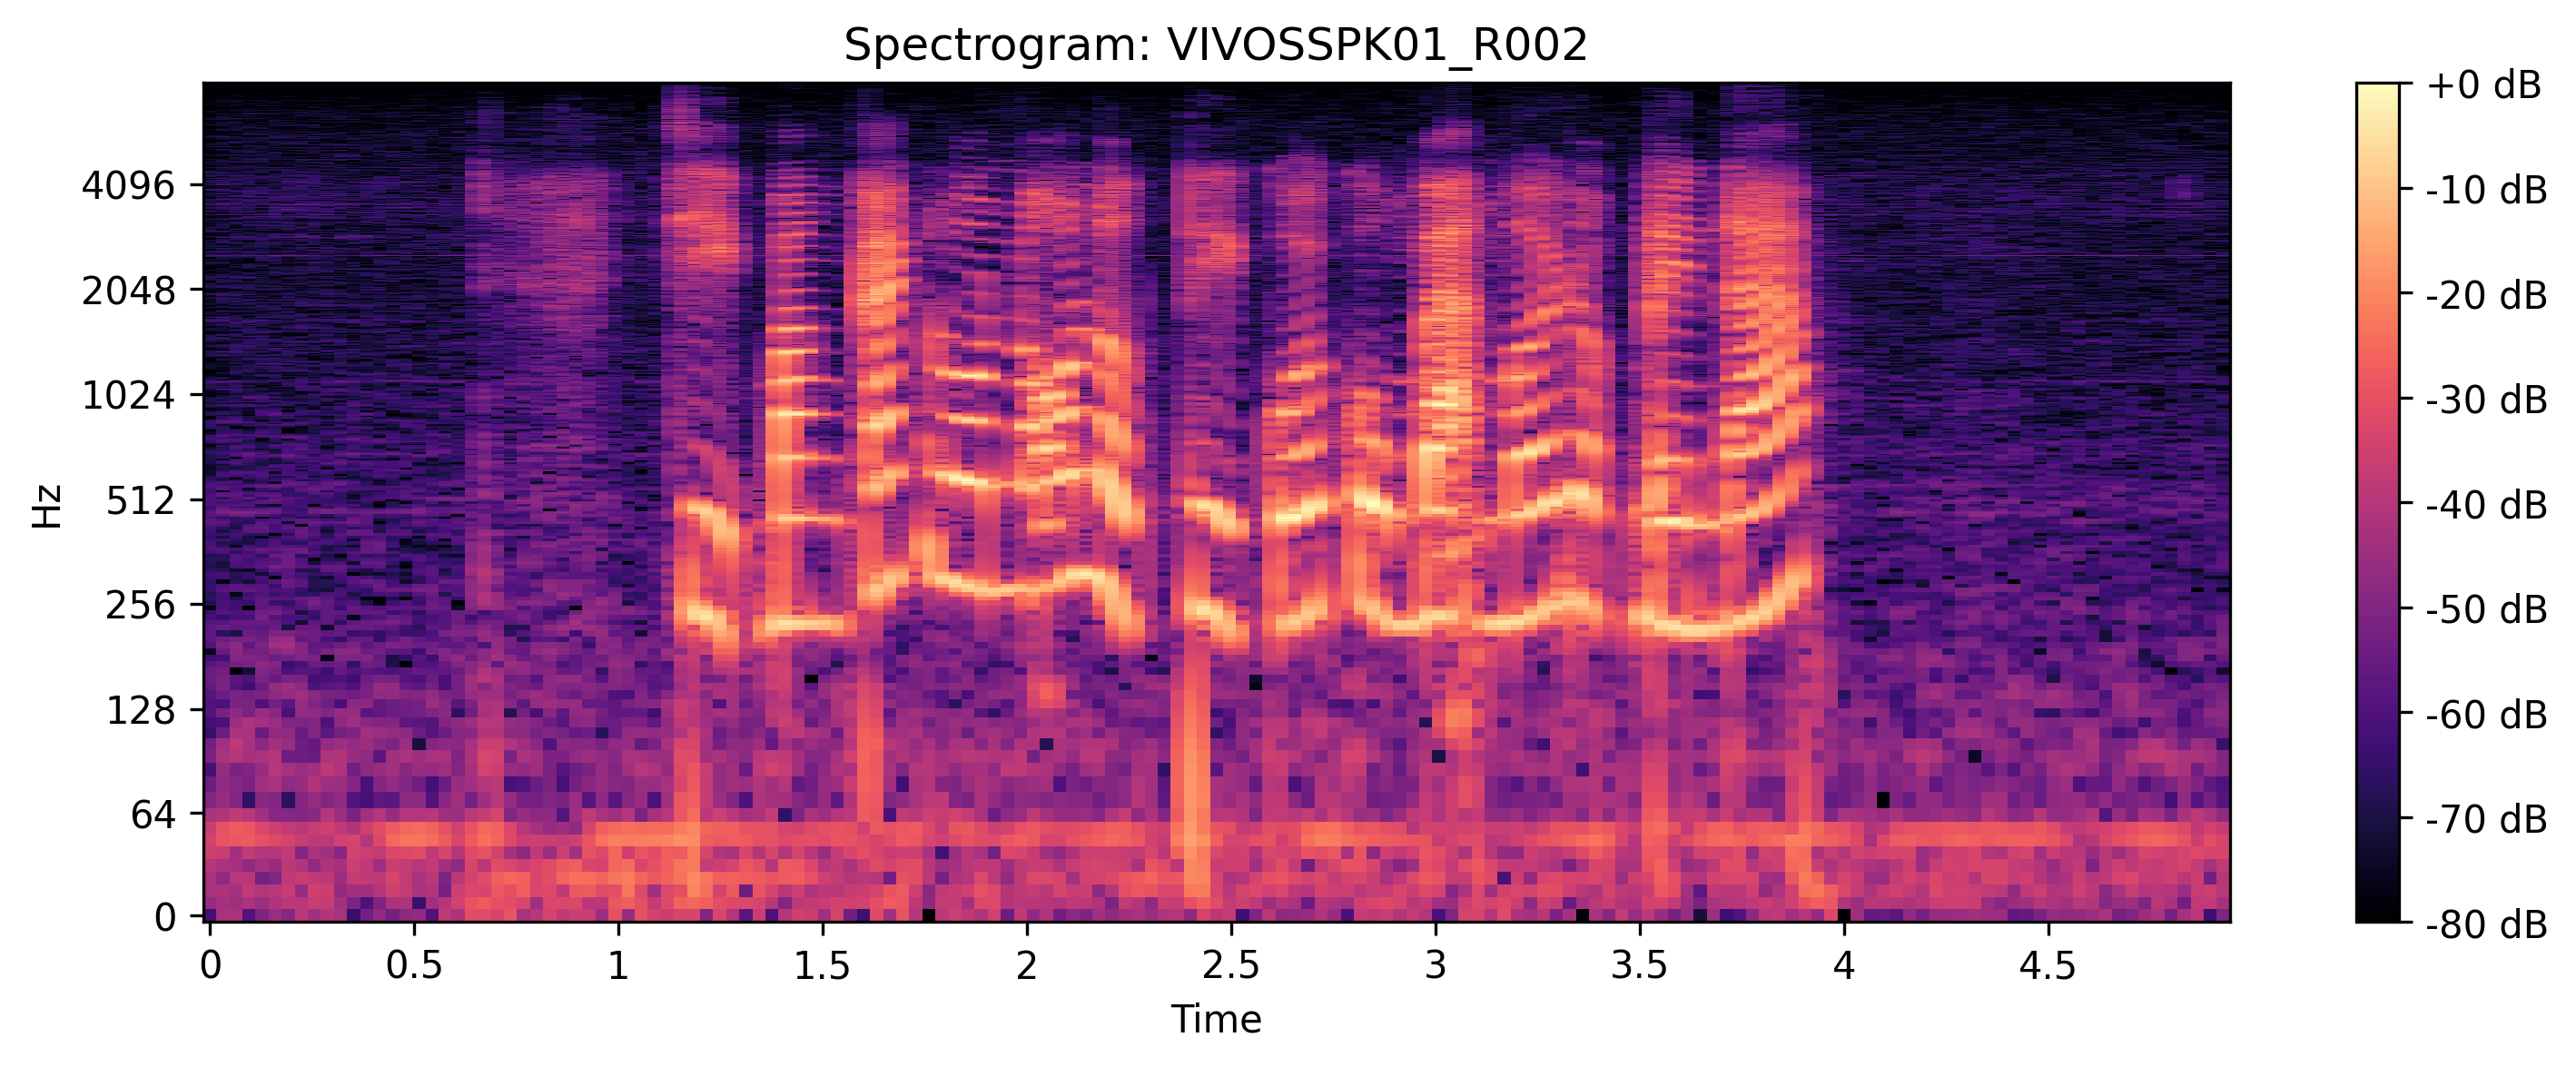 Spectrogram: VIVOSSPK01_R002
Hz
4096
2048
1024
512
256
128
64
0
0 0.5 1 1.5 2 2.5 3 3.5 4 4.5
Time
+0 dB
-10 dB
-20 dB
-30 dB
-40 dB
-50 dB
-60 dB
-70 dB
-80 dB